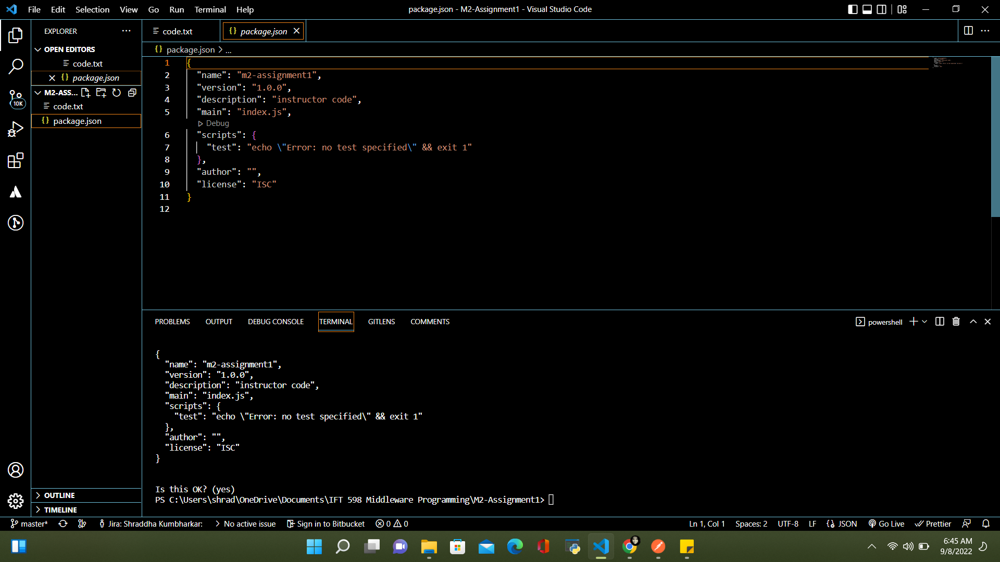 File Edit Selection View Go Run Terminal Help
package.json - M2-Assignment1 - Visual Studio Code
EXPLORER
OPEN EDITORS
code.txt
package.json
M2-ASS...
code.txt
package.json
10K
code.txt
package.json
package.json > ...
1 {
2 "name": "m2-assignment1",
3 "version": "1.0.0",
4 "description": "instructor code",
5 "main": "index.js",
Debug
6 "scripts": {
7 "test": "echo \"Error: no test specified\" && exit 1"
8 },
9 "author": "",
10 "license": "ISC"
11 }
12
PROBLEMS OUTPUT DEBUG CONSOLE TERMINAL GITLENS COMMENTS
powershell
{
"name": "m2-assignment1",
"version": "1.0.0",
"description": "instructor code",
"main": "index.js",
"scripts": {
"test": "echo \"Error: no test specified\" && exit 1"
},
"author": "",
"license": "ISC"
}
Is this OK? (yes)
PS C:\Users\shrad\OneDrive\Documents\IFT 598 Middleware Programming\M2-Assignment1>
OUTLINE
TIMELINE
master* Jira: Shraddha Kumbharkar: > No active issue Sign in to Bitbucket 0 0
Ln 1, Col 1 Spaces: 2 UTF-8 LF {} JSON Go Live Prettier
6:45 AM
9/8/2022